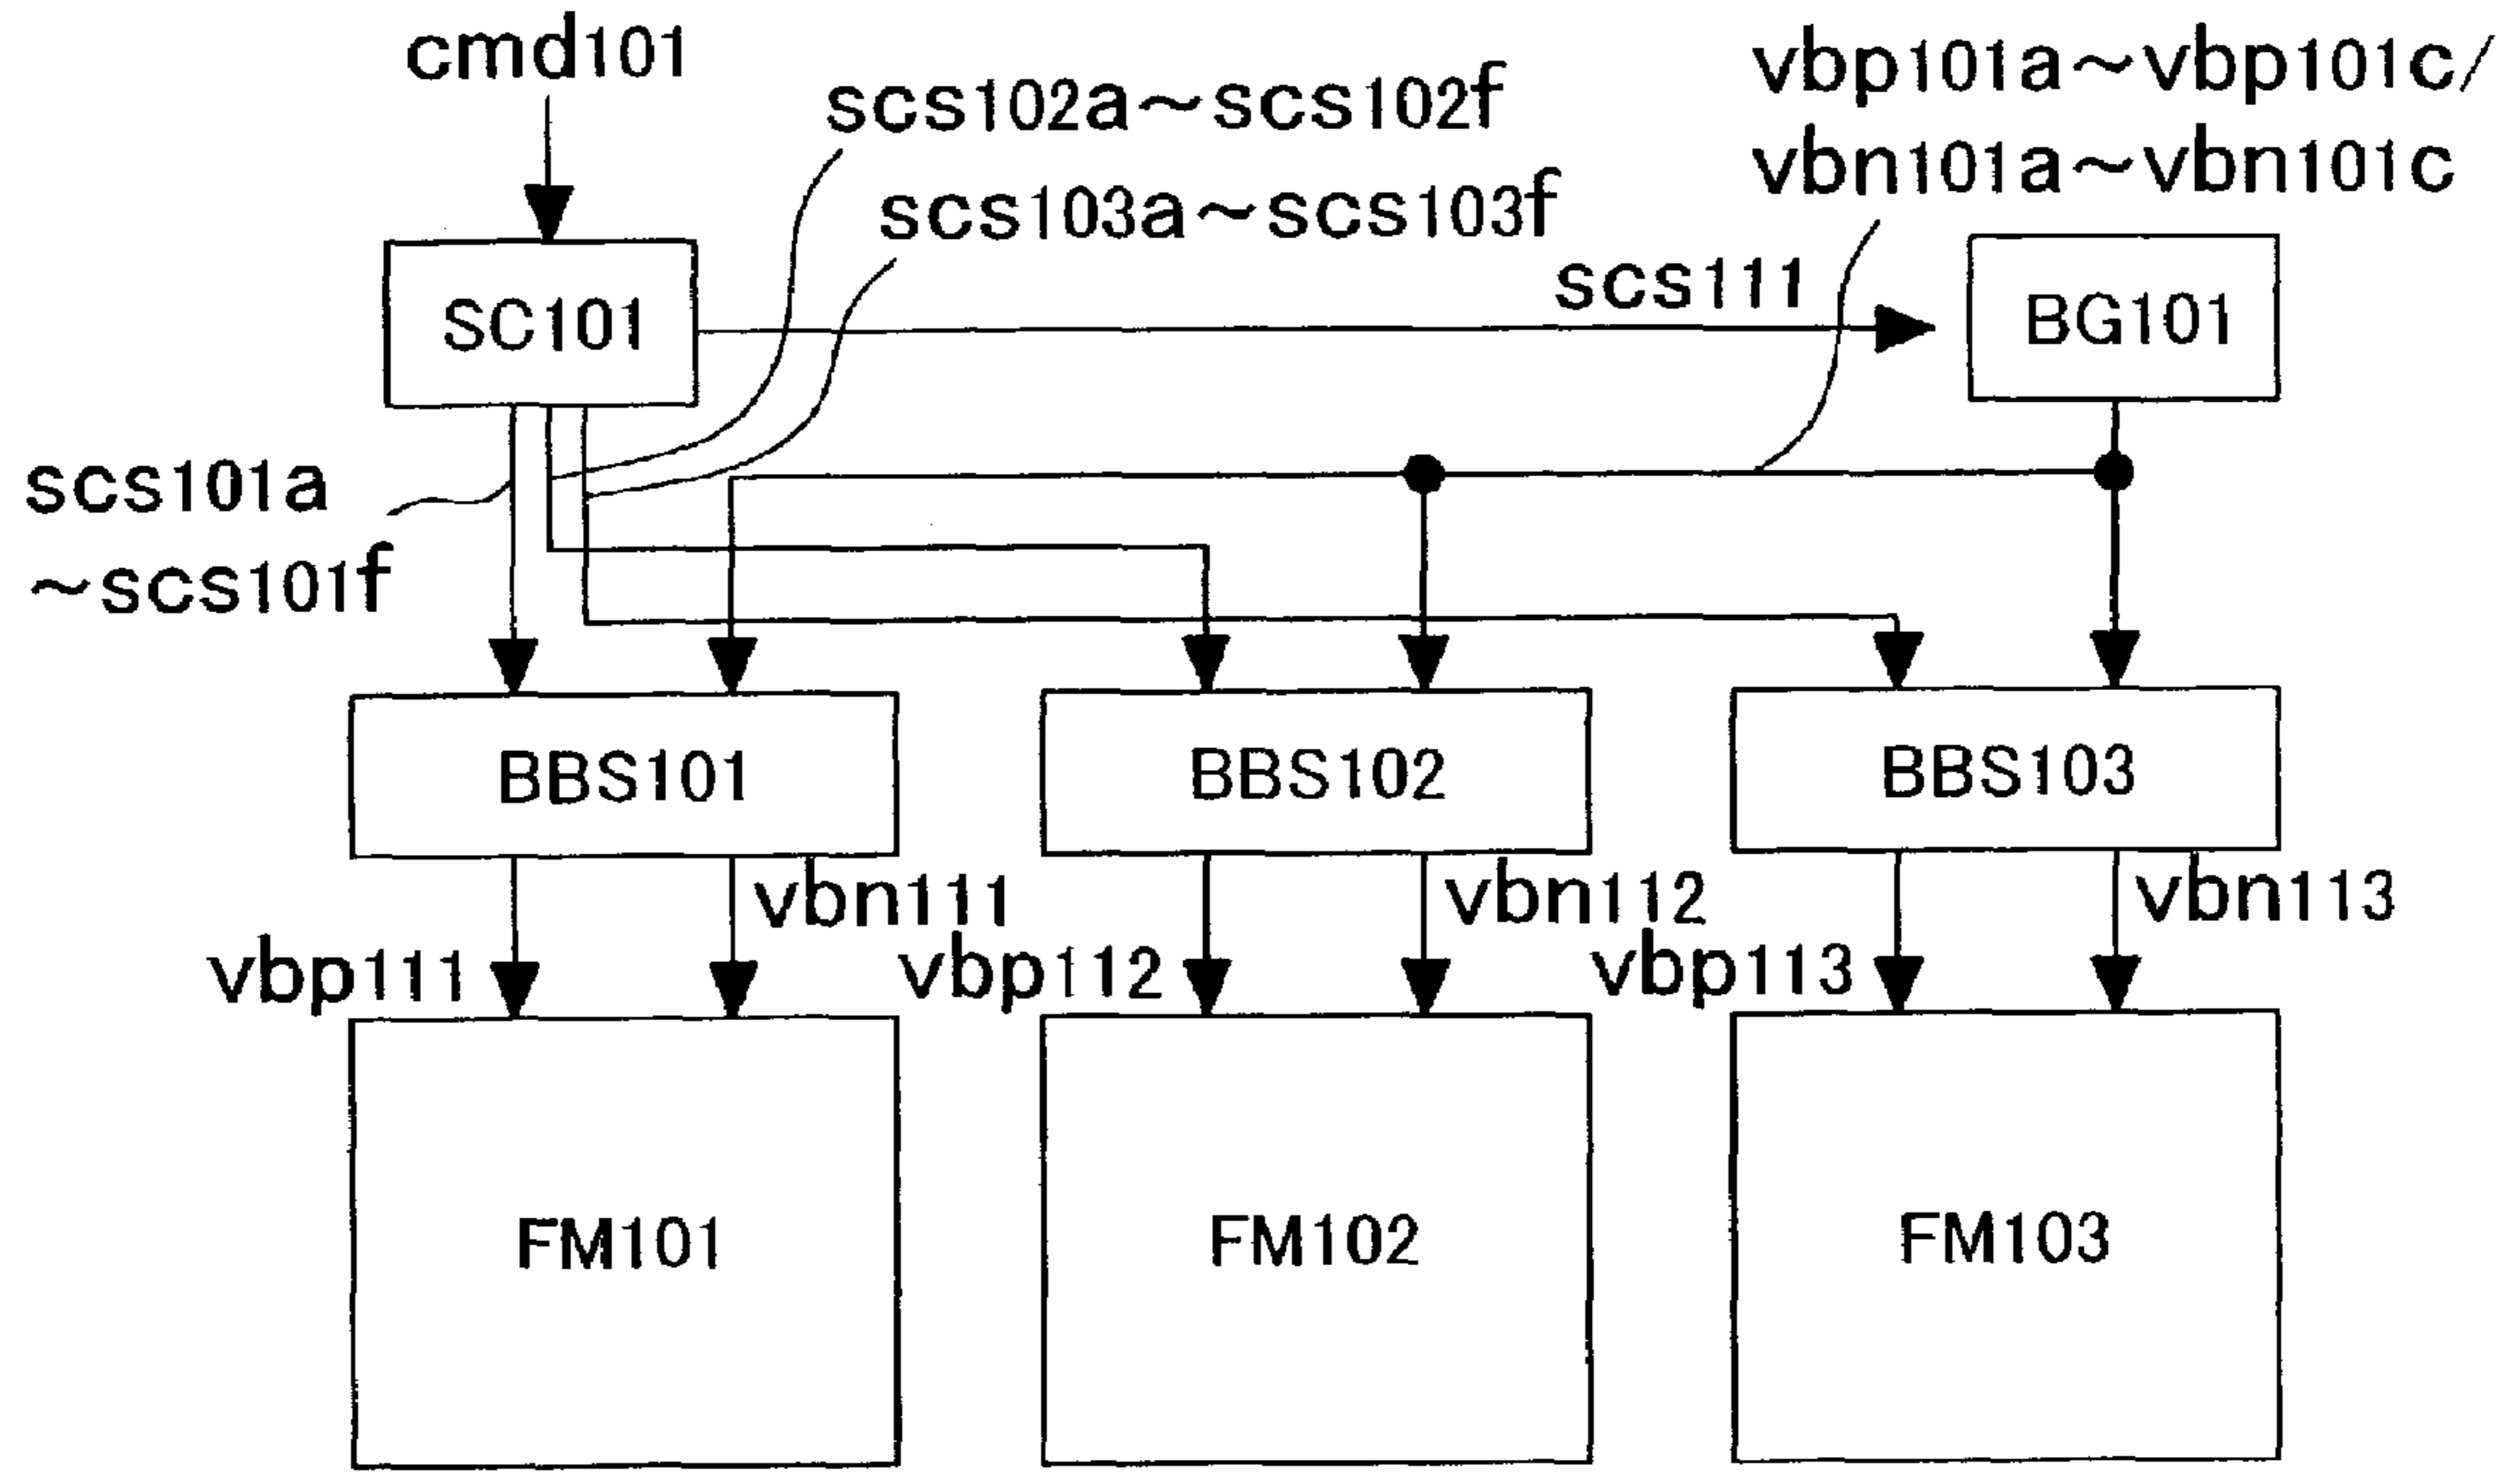 cmd101
scs102a~scs102f
scs103a~scs103f
vbp101a~vbp101c/
vbn101a~vbn101c
scs111
SC101
BG101
scs101a
~scs101f
BBS101
BBS102
BBS103
vbn111
vbn112
vbn113
vbp111
vbp112
vbp113
FM101
FM102
FM103